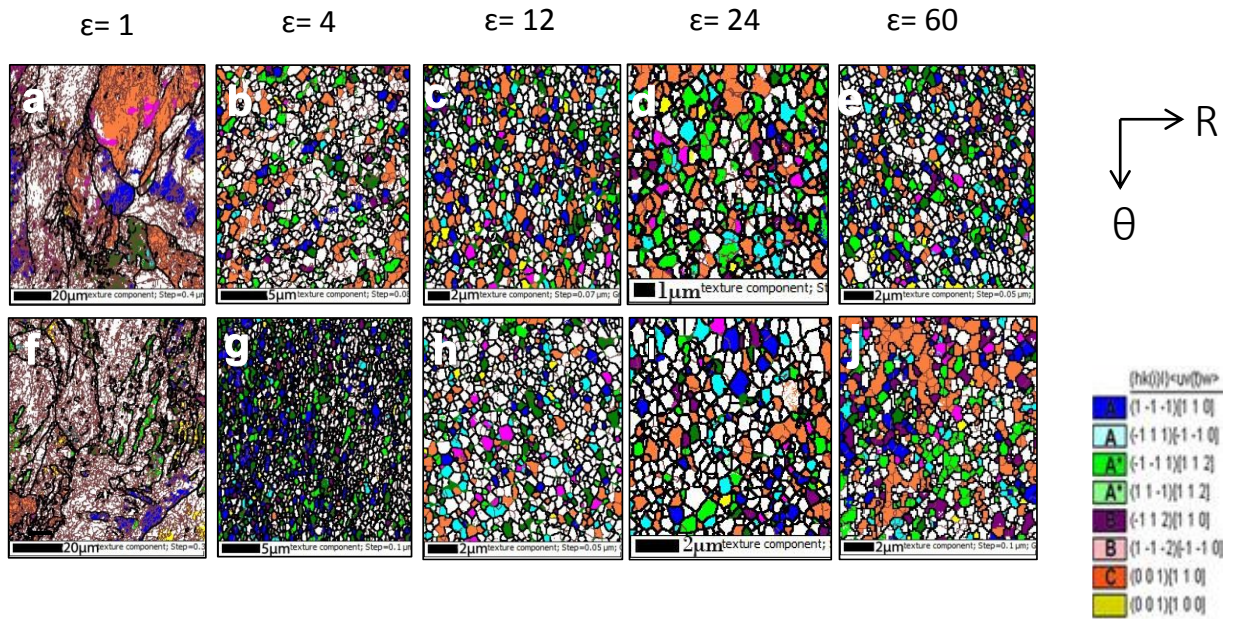 ε= 1 ε= 4 ε= 12 ε= 24 ε= 60
a b c d e
R
θ
20µm texture component; Step=0.4 µm
5µm texture component; Step=0.0
2µm texture component; Step=0.07 µm; G
1µm texture component; St
2µm texture component; Step=0.05 µm;
f g h i j
20µm texture component; Step=0.3
5µm texture component; Step=0.1 µm;
2µm texture component; Step=0.05 µm;
2µm texture component;
2µm texture component; Step=0.1 µm; G
{hk(i)l}<uv(t)w>
A (1 -1 -1)[1 1 0]
A (-1 1 1)[-1 -1 0]
A* (-1 -1 1)[1 1 2]
A* (1 1 -1)[1 1 2]
B (-1 1 2)[1 1 0]
B (1 -1 -2)[-1 -1 0]
C (0 0 1)[1 1 0]
(0 0 1)[1 0 0]